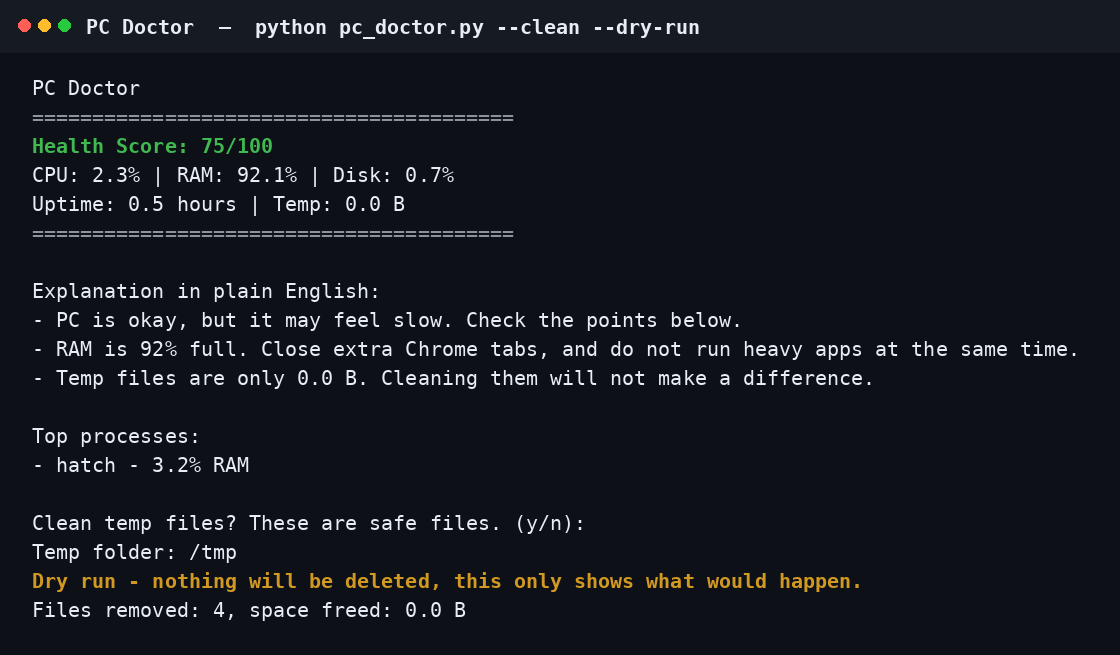 PC Doctor  —  python pc_doctor.py --clean --dry-run
PC Doctor
========================================
Health Score: 75/100
CPU: 2.3% | RAM: 92.1% | Disk: 0.7%
Uptime: 0.5 hours | Temp: 0.0 B
========================================
Explanation in plain English:
- PC is okay, but it may feel slow. Check the points below.
- RAM is 92% full. Close extra Chrome tabs, and do not run heavy apps at the same time.
- Temp files are only 0.0 B. Cleaning them will not make a difference.
Top processes:
- hatch - 3.2% RAM
Clean temp files? These are safe files. (y/n):
Temp folder: /tmp
Dry run - nothing will be deleted, this only shows what would happen.
Files removed: 4, space freed: 0.0 B